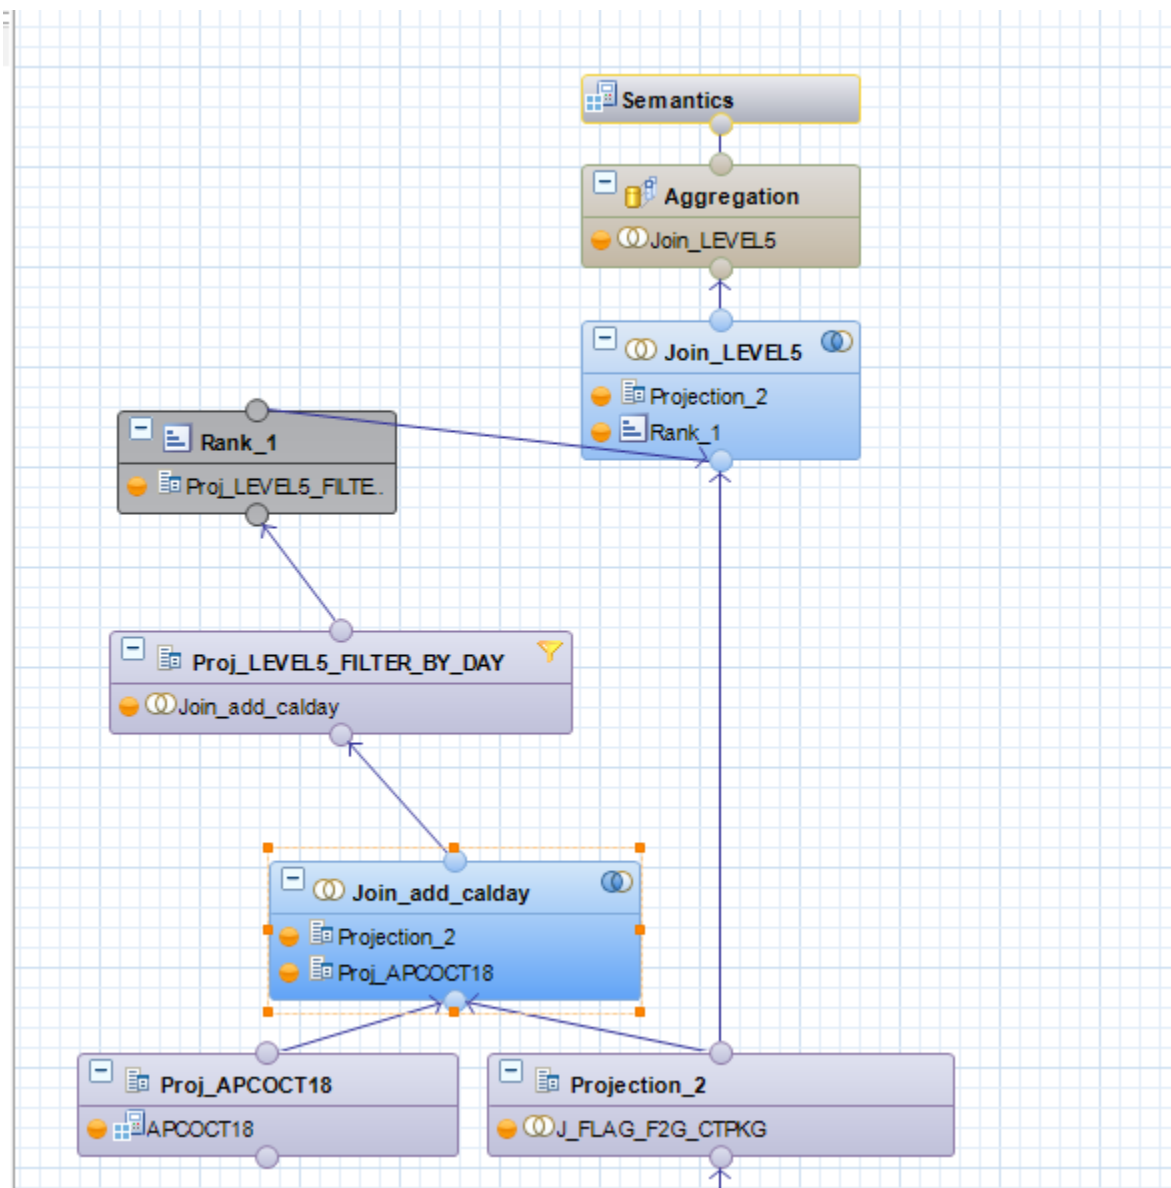 Semantics
Aggregation
Join_LEVEL5
Join_LEVEL5
Projection_2
Rank_1
Rank_1
Proj_LEVEL5_FILTE..
Proj_LEVEL5_FILTER_BY_DAY
Join_add_calday
Join_add_calday
Projection_2
Proj_APCOCT18
Proj_APCOCT18
APCOCT18
Projection_2
J_FLAG_F2G_CTPKG